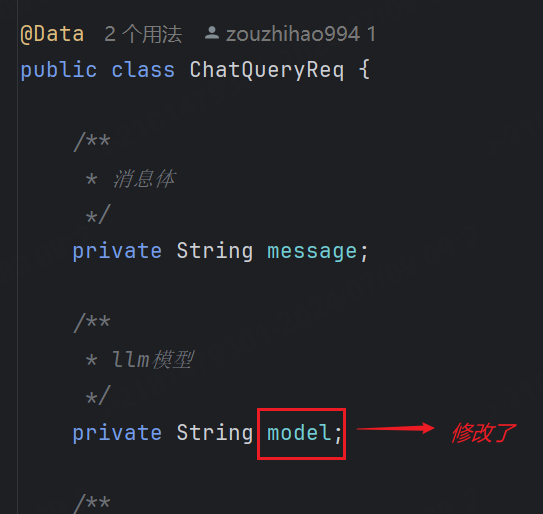 @Data 2 个用法 zouzhihao994 1
public class ChatQueryReq {
/**
* 消息体
*/
private String message;
/**
* llm模型
*/
private String model; 修改了
/**